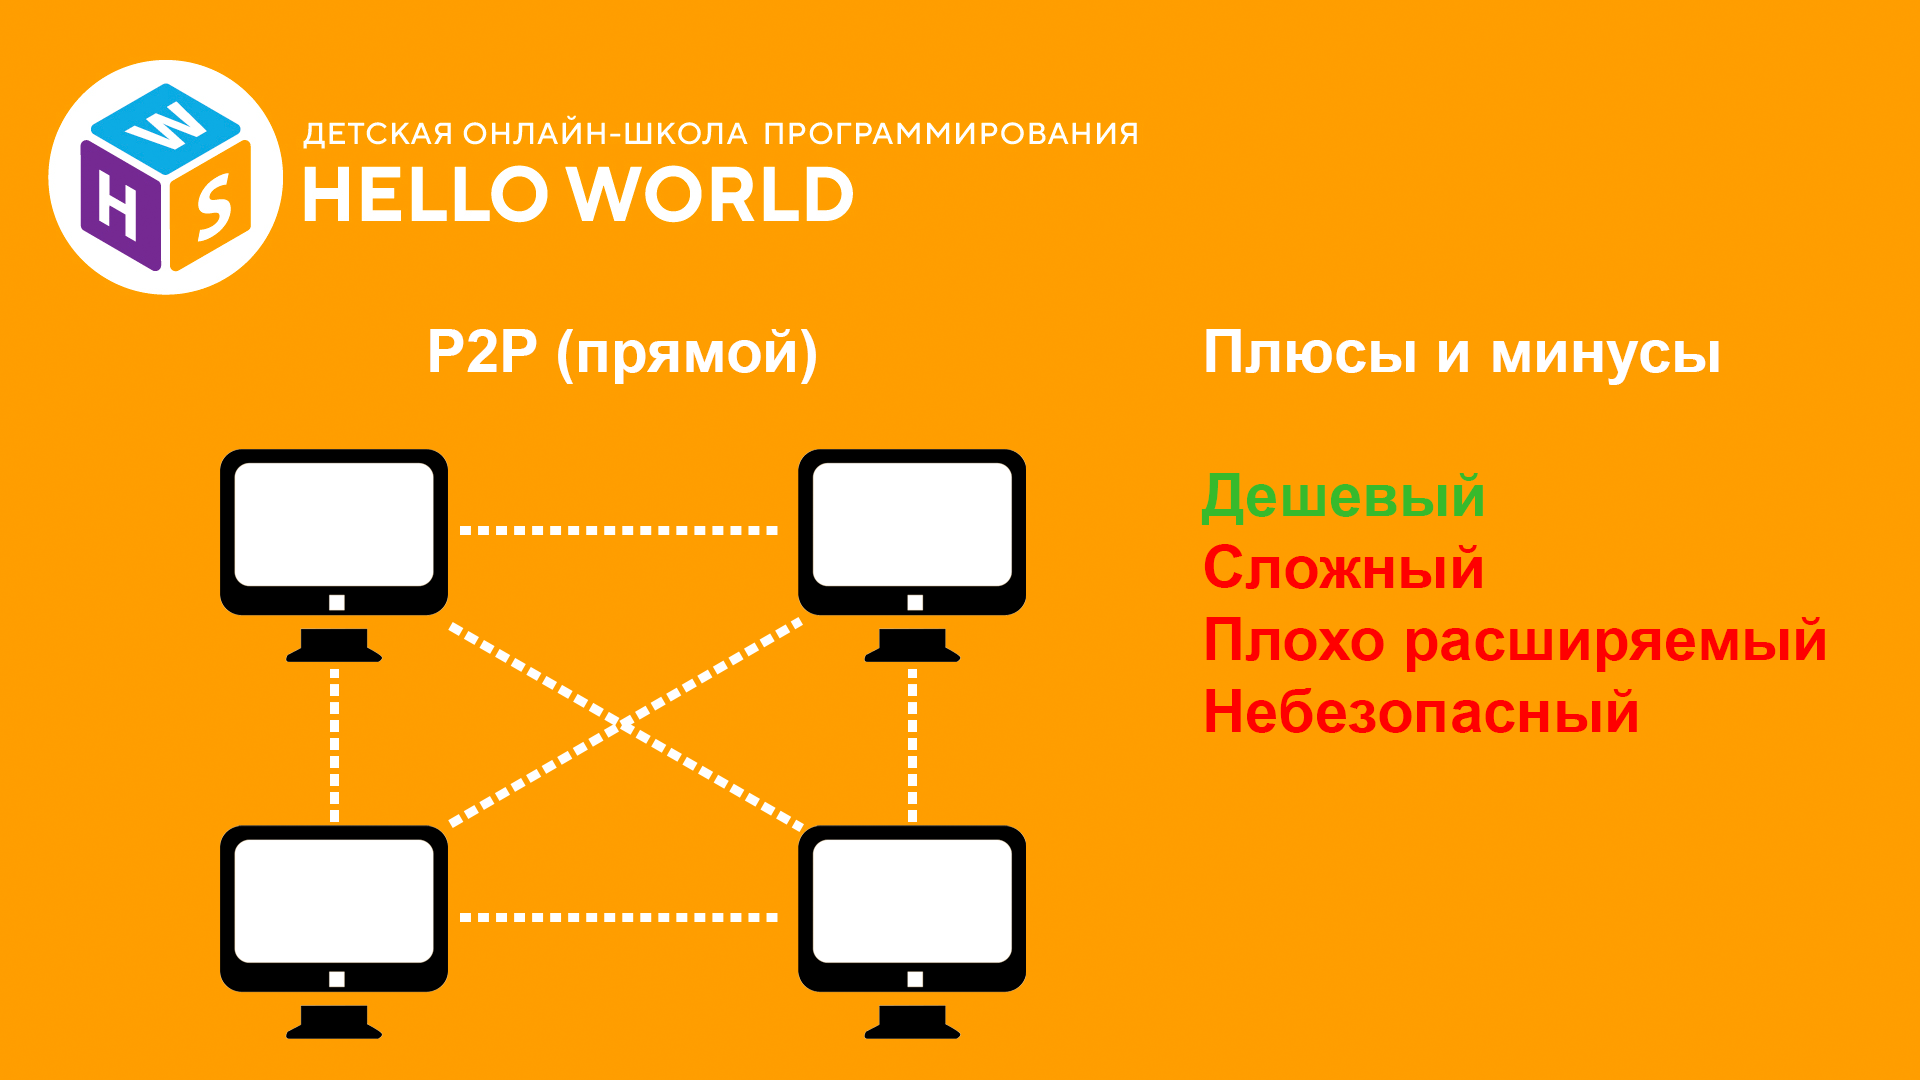 W
H
S
ДЕТСКАЯ ОНЛАЙН-ШКОЛА ПРОГРАММИРОВАНИЯ
HELLO WORLD
P2P (прямой)
Плюсы и минусы
Дешевый
Сложный
Плохо расширяемый
Небезопасный